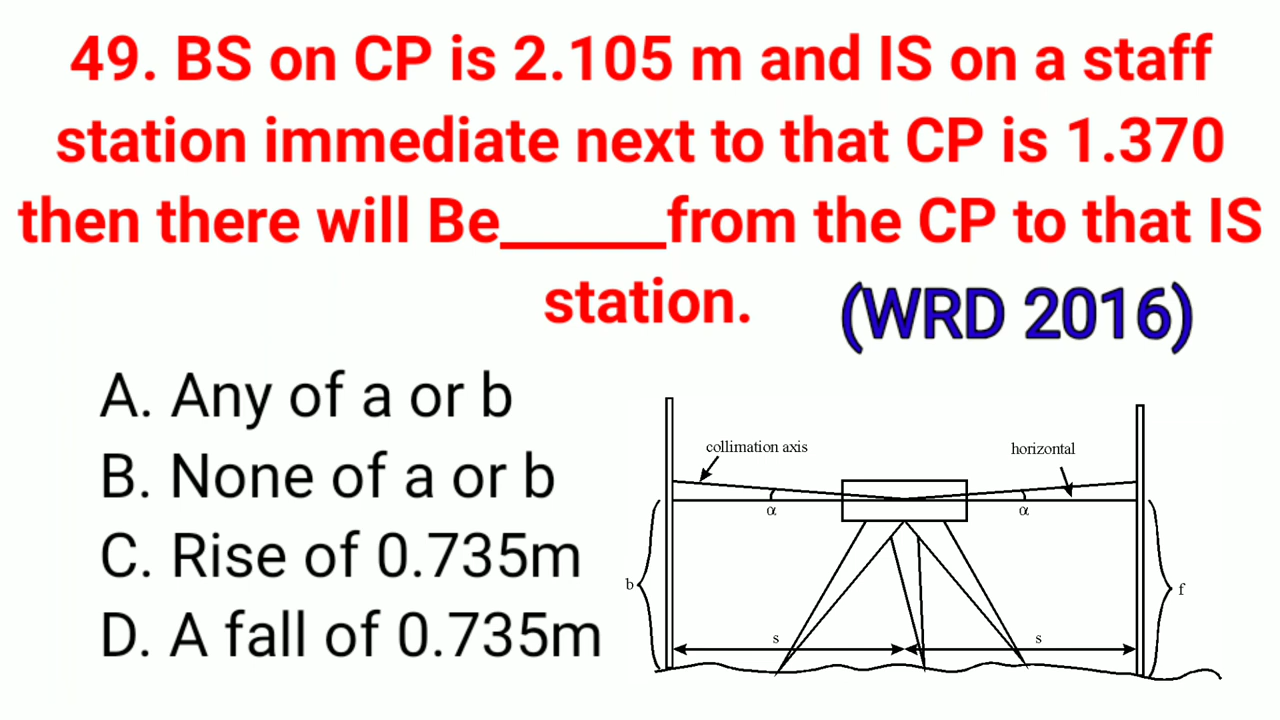 49. BS on CP is 2.105 m and IS on a staff
station immediate next to that CP is 1.370
then there will Be______from the CP to that IS
station. (WRD 2016)
A. Any of a or b
B. None of a or b
C. Rise of 0.735m
D. A fall of 0.735m
collimation axis
horizontal
α
α
b
f
s
s